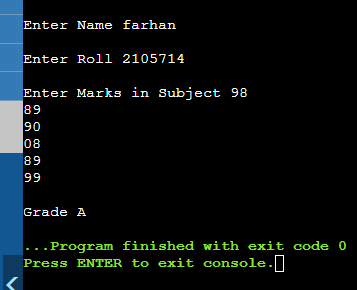 Enter Name farhan
Enter Roll 2105714
Enter Marks in Subject 98
89
90
08
89
99
Grade A
...Program finished with exit code 0
Press ENTER to exit console.